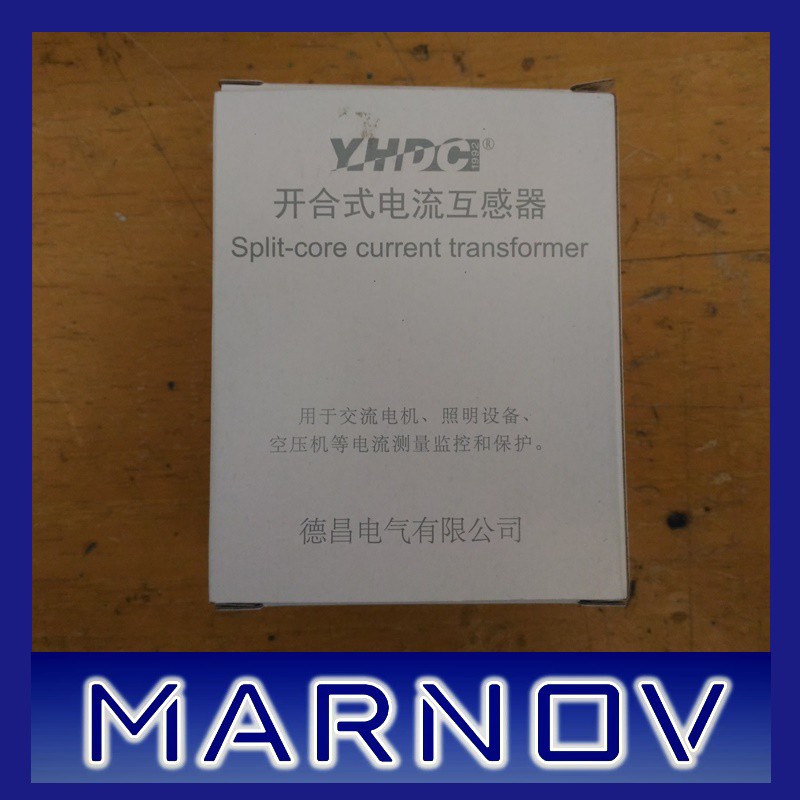 YHDC 1992®
开合式电流互感器
Split-core current transformer
用于交流电机、照明设备、
空压机等电流测量监控和保护。
德昌电气有限公司
MARNOV